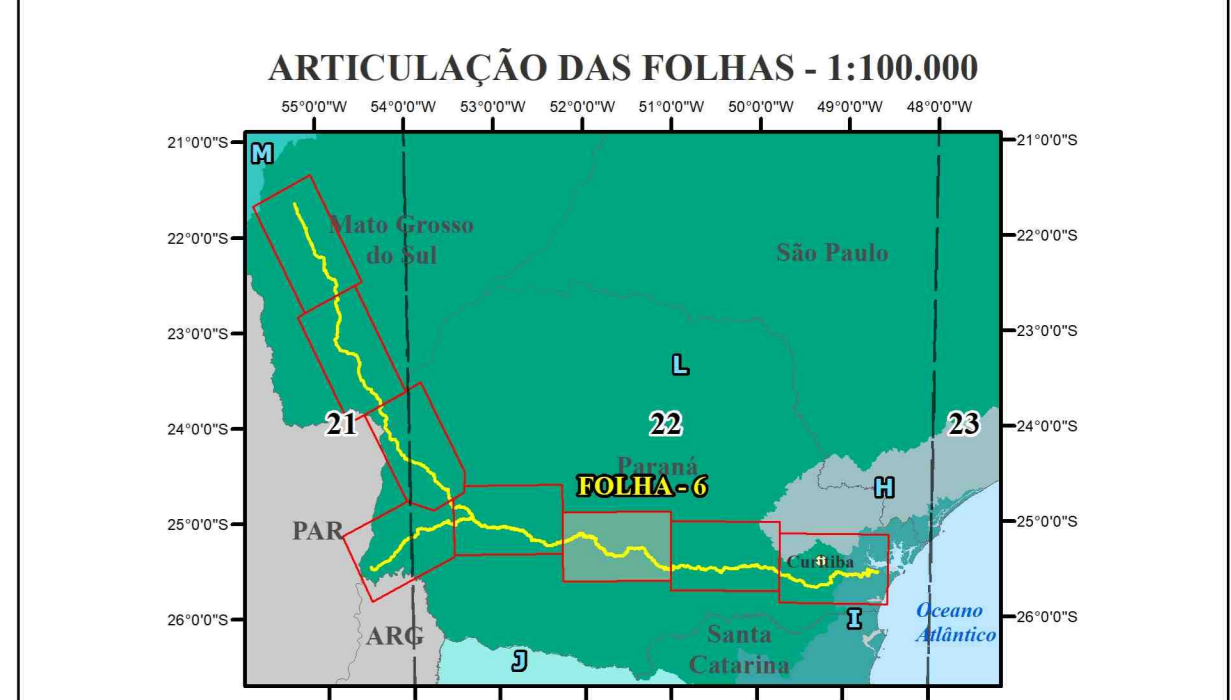 ARTICULAÇÃO DAS FOLHAS - 1:100.000
55°0'0"W 54°0'0"W 53°0'0"W 52°0'0"W 51°0'0"W 50°0'0"W 49°0'0"W 48°0'0"W
21°0'0"S
21°0'0"S
M
Mato Grosso
do Sul
São Paulo
22°0'0"S
22°0'0"S
23°0'0"S
23°0'0"S
L
21
22
23
24°0'0"S
24°0'0"S
Paraná
FOLHA - 6
H
PAR
25°0'0"S
25°0'0"S
Curitiba
I
Oceano
Atlântico
26°0'0"S
26°0'0"S
ARG
Santa
Catarina
J